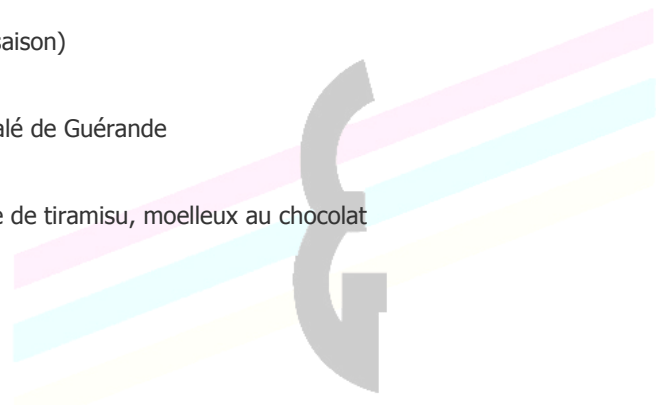 saison)
alé de Guérande
e de tiramisu, moelleux au chocolat